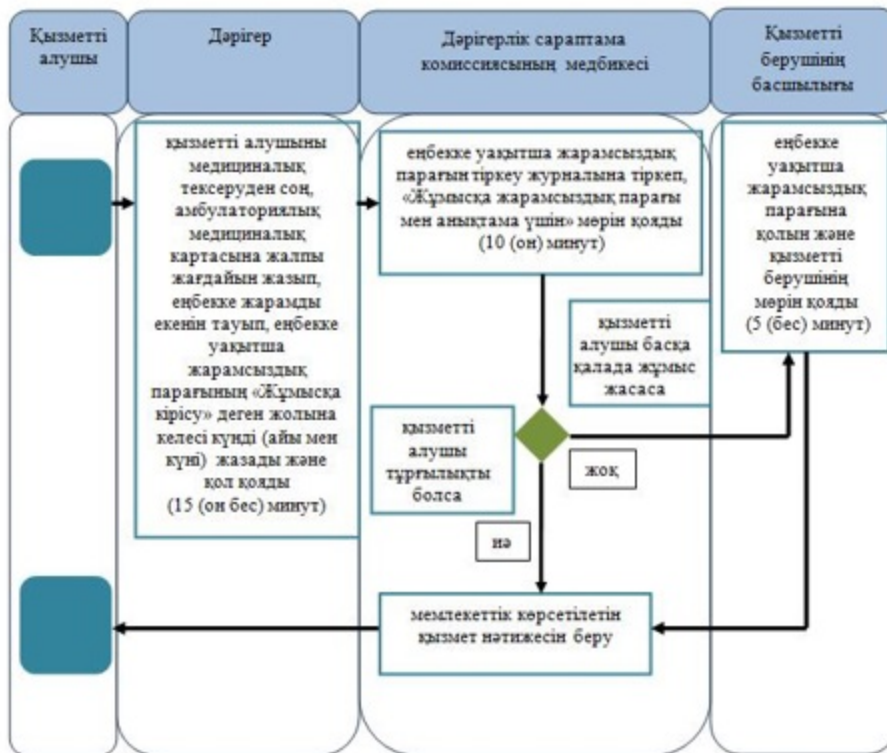 Қызметті
алушы
Дәрігер
Дәрігерлік сараптама
комиссиясының медбикесі
Қызметті
берушінің
басшылығы
қызметті алушыны
медициналық
тексеруден соң,
амбулаториялық
медициналық
картасына жалпы
жағдайын жазып,
еңбекке жарамды
екенін тауып, еңбекке
уақытша
жарамсыздық
парағының «Жұмысқа
кірісу» деген жолына
келесі күнді (айы мен
күні) жазады және
қол қояды
(15 (он бес) минут)
еңбекке уақытша жарамсыздық
парағын тіркеу журналына тіркеп,
«Жұмысқа жарамсыздық парағы
мен анықтама үшін» мөрін қояды
(10 (он) минут)
еңбекке
уақытша
жарамсыздық
парағына
қолын және
қызметті
берушінің
мөрін қояды
(5 (бес) минут)
қызметті
алушы басқа
қалада жұмыс
жасаса
қызметті
алушы
тұрғылықты
болса
жоқ
иә
мемлекеттік көрсетілетін
қызмет нәтижесін беру